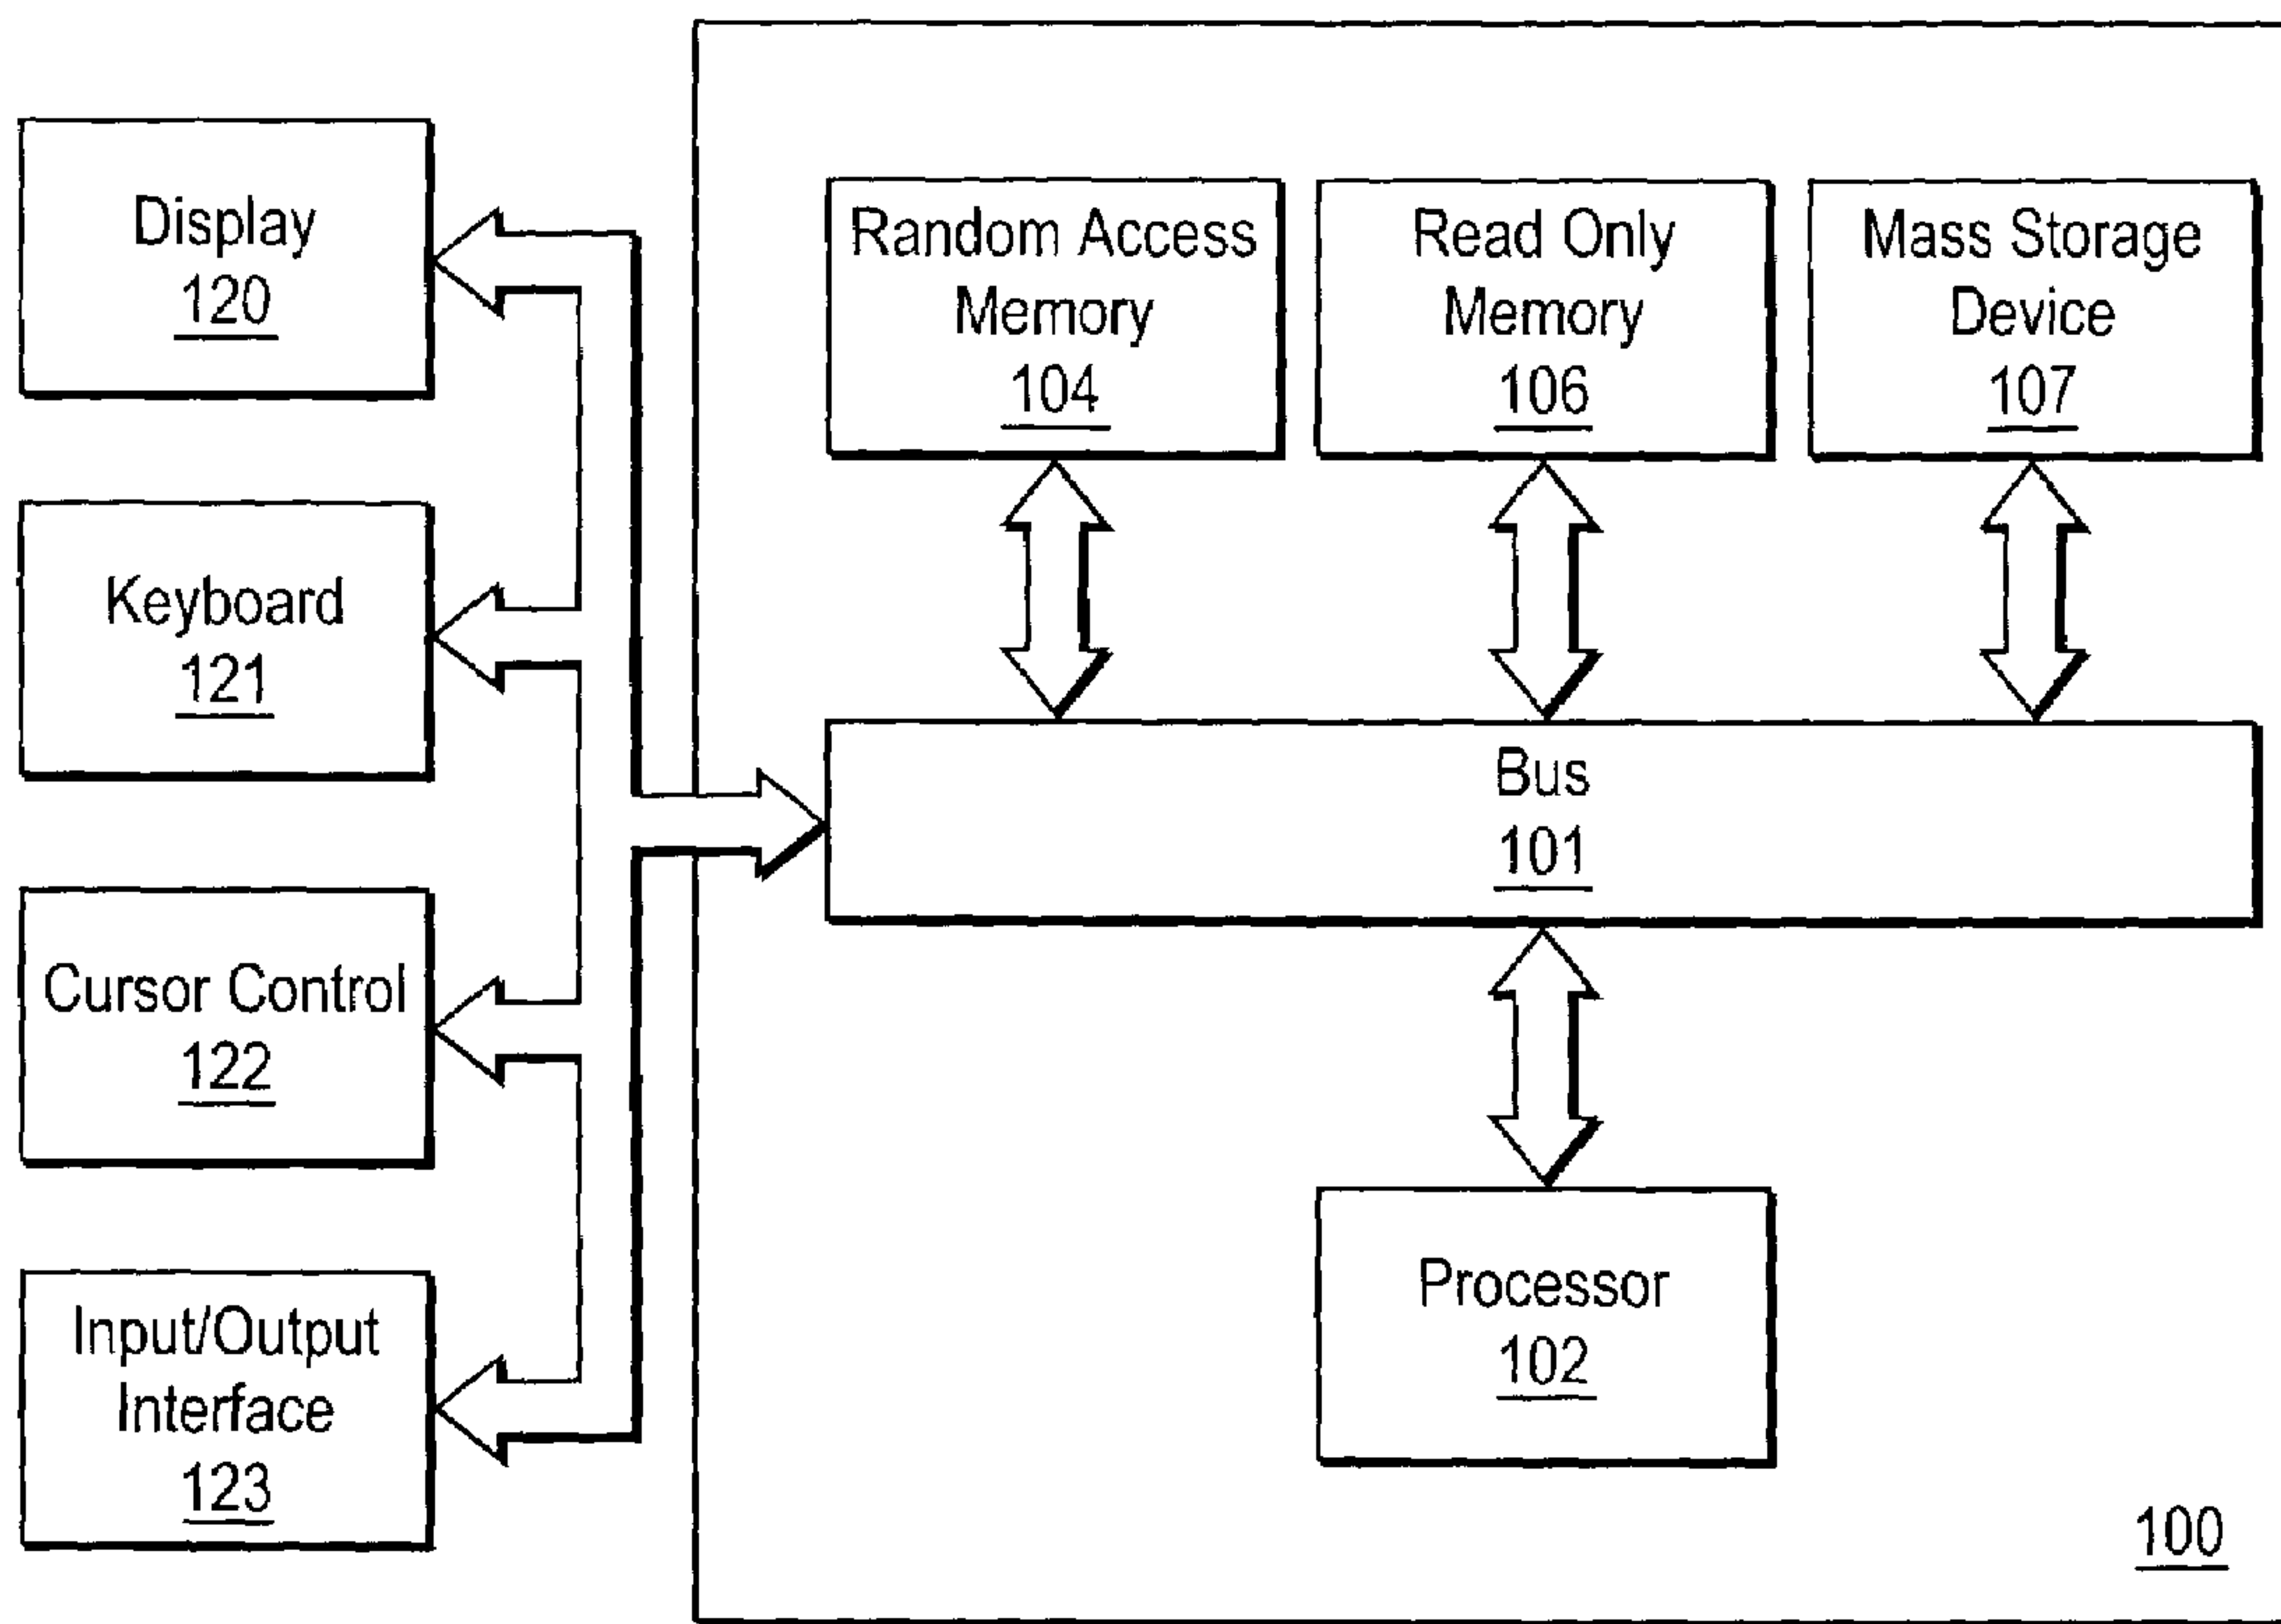 Display
120
Keyboard
121
Cursor Control
122
Input/Output
Interface
123
Random Access
Memory
104
Read Only
Memory
106
Mass Storage
Device
107
Bus
101
Processor
102
100